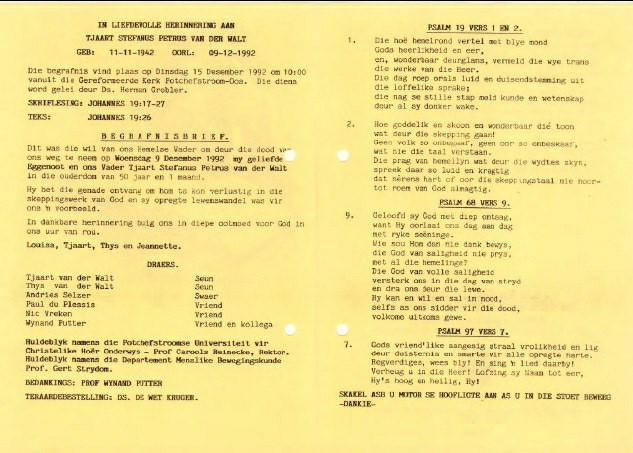 IN LIEFDEVOLLE HERINNERING AAN
TJAART STEFANUS PETRUS VAN DER WALT
GEB: 11-11-1942 OORL: 09-12-1992
Die begrafnis vind plaas op Dinsdag 15 Desember 1992 om 10:00
vanuit die Gereformeerde Kerk Potchefstroom-Oos. Die diens
word gelei deur Ds. Herman Grobler.
SKRIFLESING: JOHANNES 19:17-27
TEKS: JOHANNES 19:26
BEGRAFNISBRIEF.
Dit was die wil van ons Hemelse Vader om deur die dood van
ons weg te neem op Woensdag 9 Desember 1992 my geliefde
Eggenoot en ons Vader Tjaart Stefanus Petrus van der Walt
in die ouderdom van 50 jaar en 1 maand.
Hy het die genade ontvang om hom te kon verlustig in die
skeppingswerk van God en sy opregte lewenswandel was vir
ons 'n voorbeeld.
In dankbare herinnering buig ons in diepe ootmoed voor God in
ons uur van rou.
Louisa, Tjaart, Thys en Jeannette.
DRAERS.
Tjaart van der Walt Seun
Thys van der Walt Seun
Andries Selzer Swaer
Paul du Plessis Vriend
Nic Vreken Vriend
Wynand Putter Vriend en kollega
Huldeblyk namens die Potchefstroomse Universiteit vir
Christelike Hoër Onderwys - Prof Carools Reinecke, Rektor.
Huldeblyk namens die Departement Menslike Bewegingskunde
Prof. Gert Strydom.
BEDANKINGS: PROF WYNAND PUTTER
TERAARDEBESTELLING: DS. DE WET KRUGER.
PSALM 19 VERS 1 EN 2.
1. Die hoë hemelrond vertel met blye mond
Gods heerlikheid en eer,
en, wonderbaar deurglans, vermeld die wye trans
die werke van die Heer.
Die dag roep orals luid en duisendstemming uit
die loflike sprake;
die nag se stille stap meld kunde en wetenskap
deur al sy donker wake.
2. Hoe goddelik en skoon en wonderbaar dié toon
wat deur die skepping gaan!
Geen volk so onbesnaar, geen oor so onbeskaar,
wat nie die taal verstaan.
Die prag van hemellyn wat deur die wydtes skyn,
spreek daar so luid en kragtig
dat nêrens hart of oor die skeppingstaal nie hoor-
tot roem van God almagtig.
PSALM 68 VERS 9.
9. Geloofd sy God met diep ontsag,
want Hy oorlaai ons dag aan dag
met ryke seëninge.
Wie sou Hom dan nie dank bewys,
die God van saligheid nie prys,
met al die hemelinge?
Die God van volle saligheid
versterk ons in die dag van stryd
en dra ons deur die lewe.
Hy kan en wil en sal in nood,
selfs as ons sidder vir die dood,
volkome uitkoms gewe.
PSALM 97 VERS 7.
7. Gods vriend'like aangesig straal vrolikheid en lig
deur duisternis en smarte vir alle opregte harte.
Regverdiges, wees bly! En sing 'n lied daarby!
Verheug u in die Heer! Lofzing sy Naam tot eer,
Hy's hoog en heilig, Hy!
SKAKEL ASB U MOTOR SE HOOFLIGTE AAN AS U IN DIE STOET BEWEEG
-DANKIE-